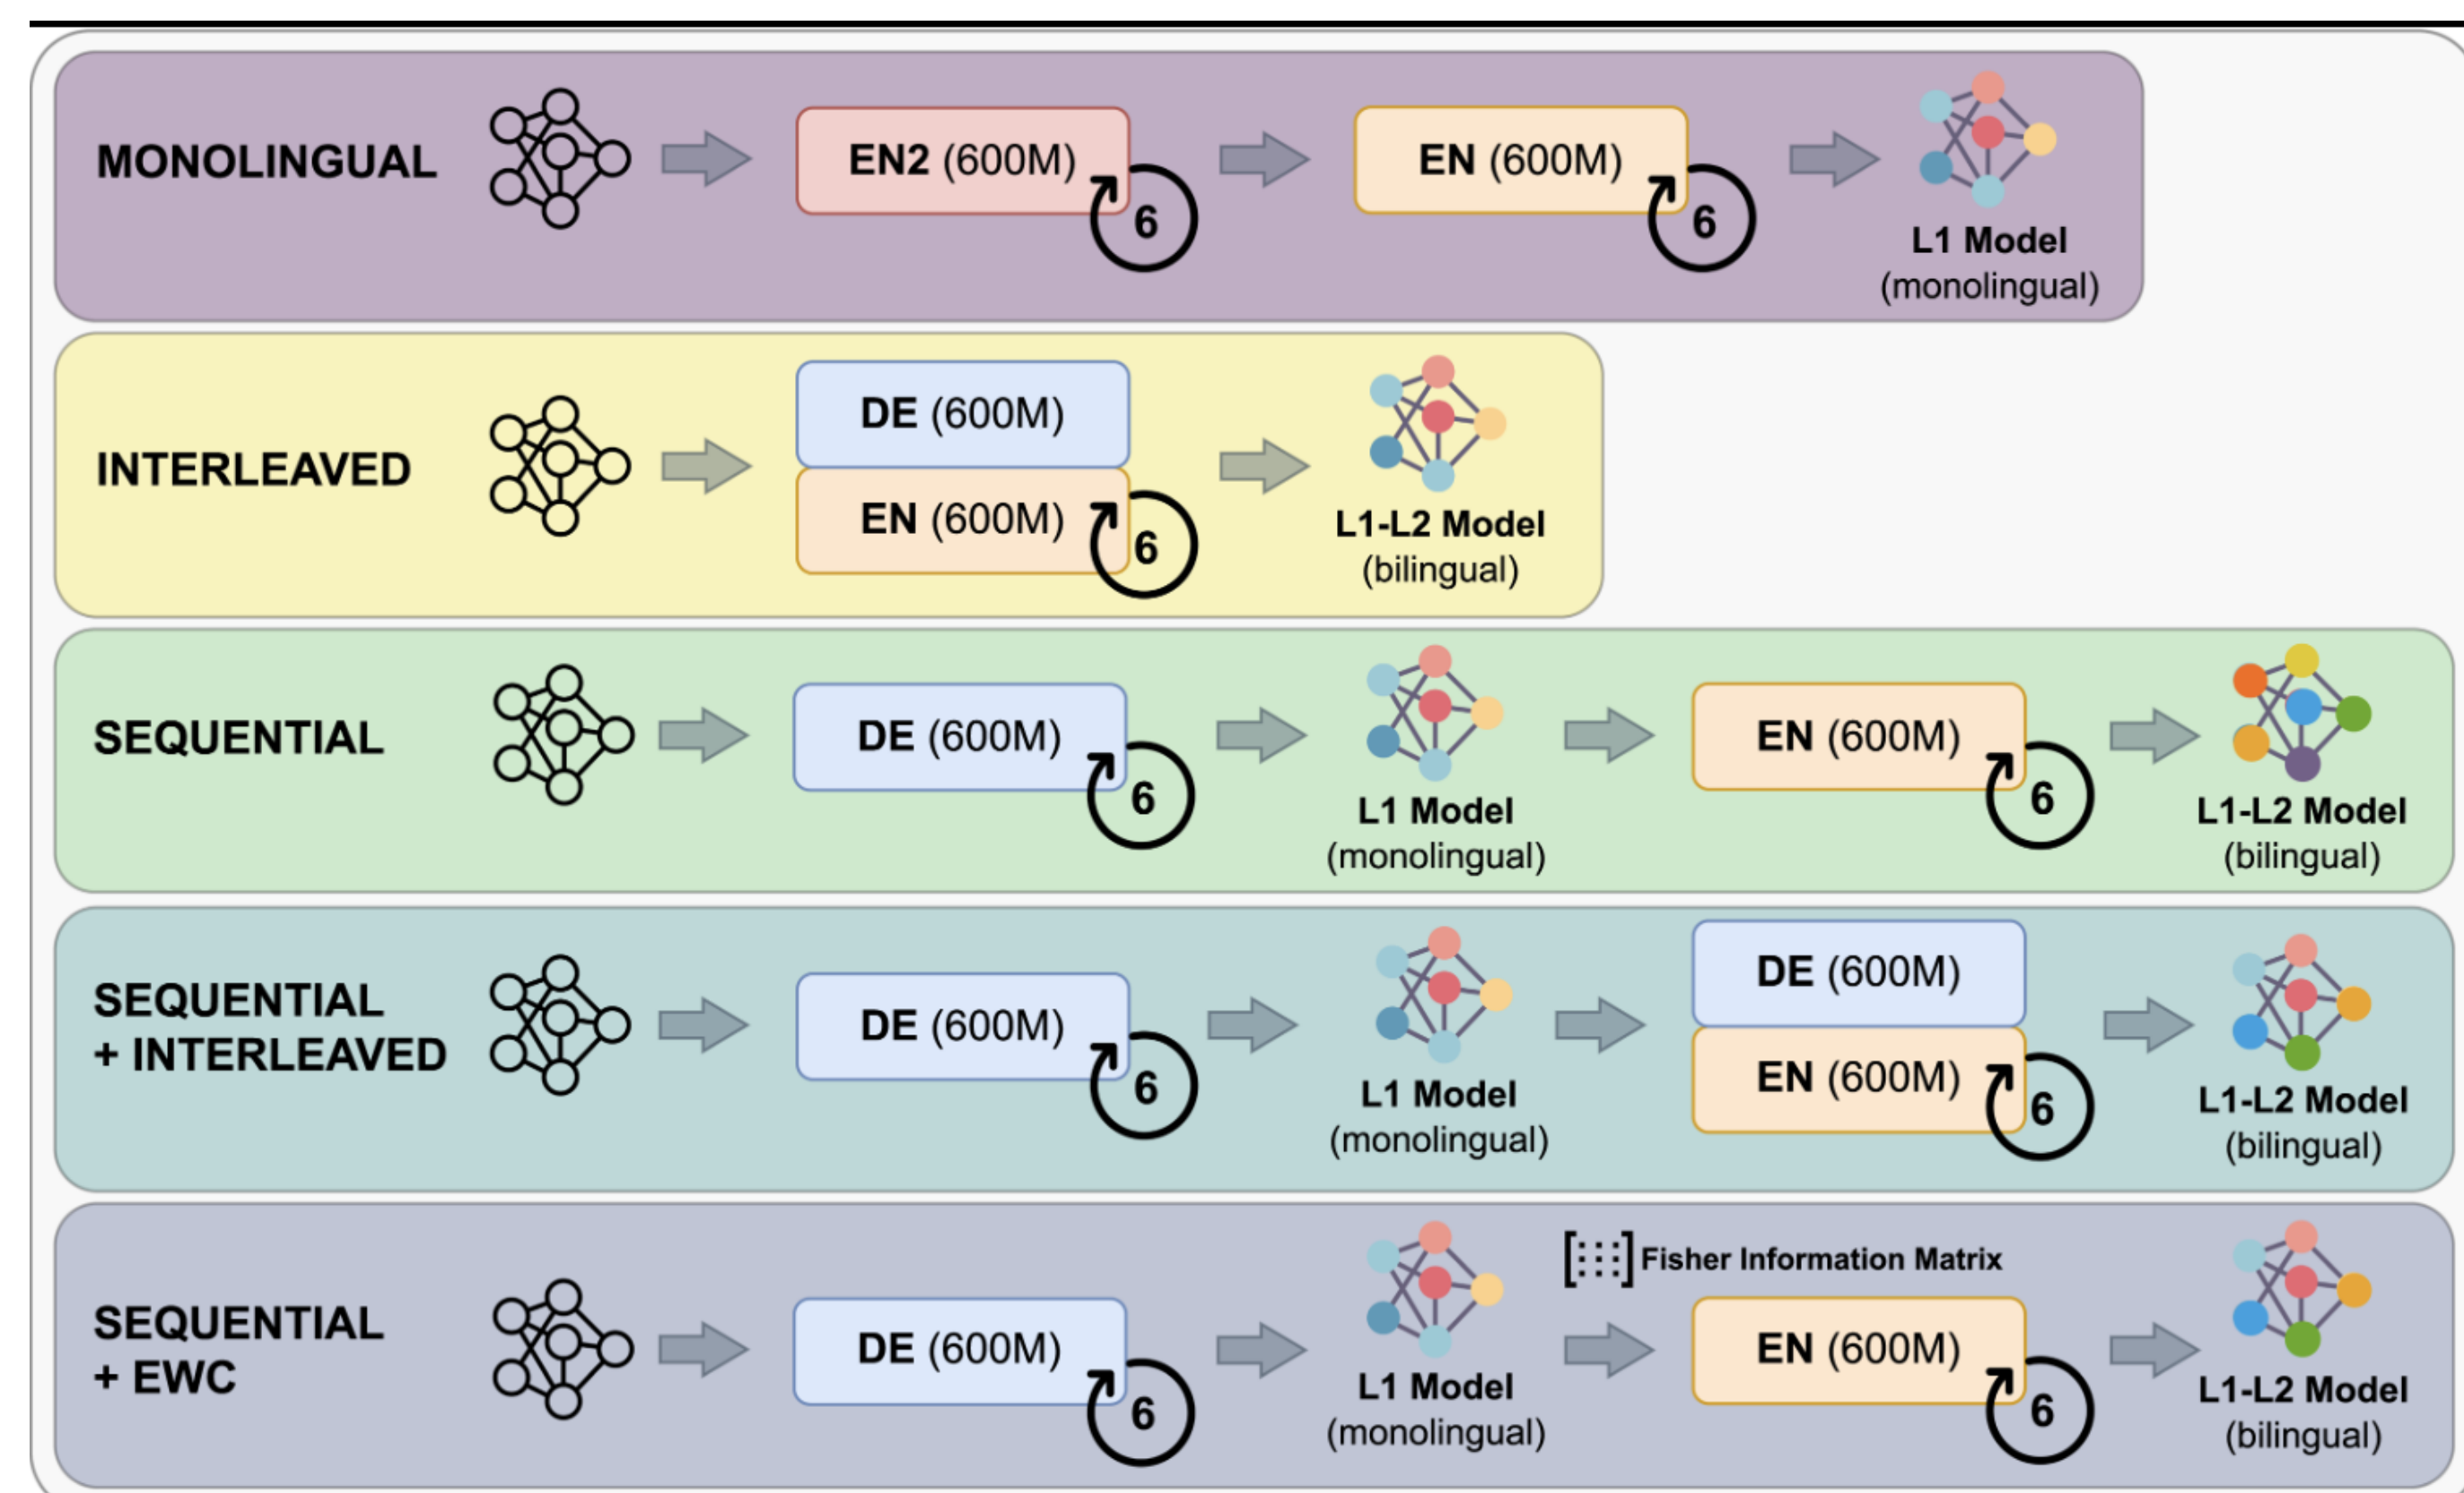 MONOLINGUAL
EN2 (600M)
6
EN (600M)
6
L1 Model
(monolingual)
INTERLEAVED
DE (600M)
EN (600M)
6
L1-L2 Model
(bilingual)
SEQUENTIAL
DE (600M)
6
L1 Model
(monolingual)
EN (600M)
6
L1-L2 Model
(bilingual)
SEQUENTIAL
+ INTERLEAVED
DE (600M)
6
L1 Model
(monolingual)
DE (600M)
EN (600M)
6
L1-L2 Model
(bilingual)
SEQUENTIAL
+ EWC
DE (600M)
6
L1 Model
(monolingual)
Fisher Information Matrix
EN (600M)
6
L1-L2 Model
(bilingual)